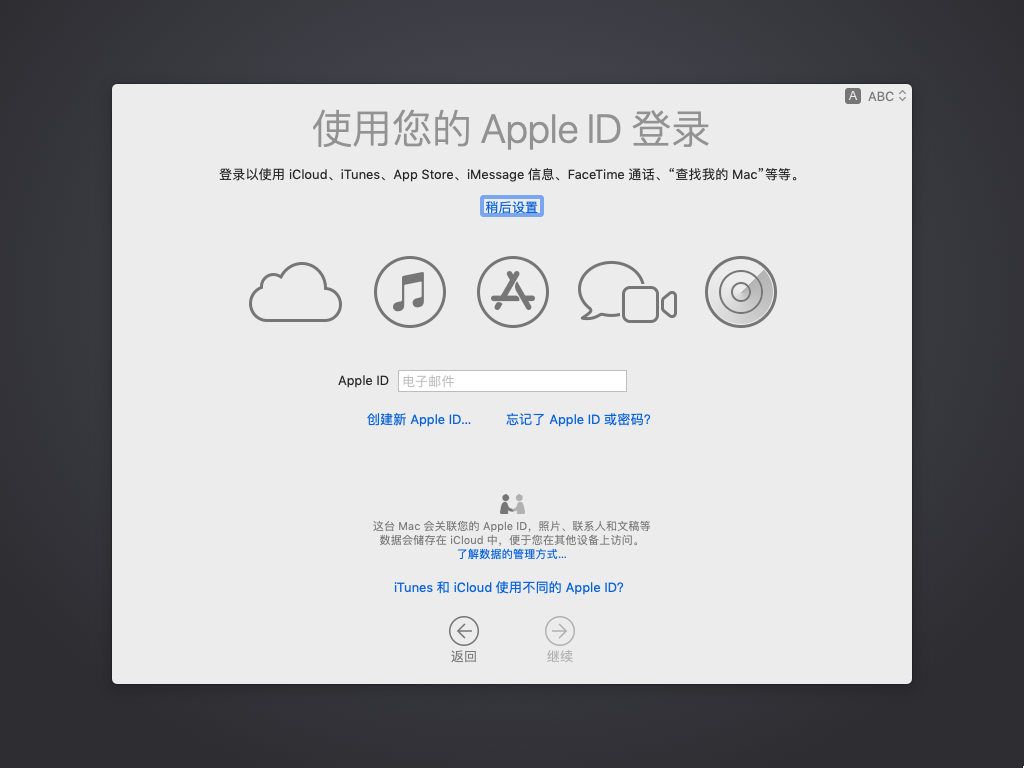 A ABC
使用您的 Apple ID 登录
登录以使用 iCloud、iTunes、App Store、iMessage 信息、FaceTime 通话、“查找我的 Mac”等等。
稍后设置
Apple ID 电子邮件
创建新 Apple ID... 忘记了 Apple ID 或密码?
这台 Mac 会关联您的 Apple ID，照片、联系人和文稿等
数据会储存在 iCloud 中，便于您在其他设备上访问。
了解数据的管理方式...
iTunes 和 iCloud 使用不同的 Apple ID?
返回 继续